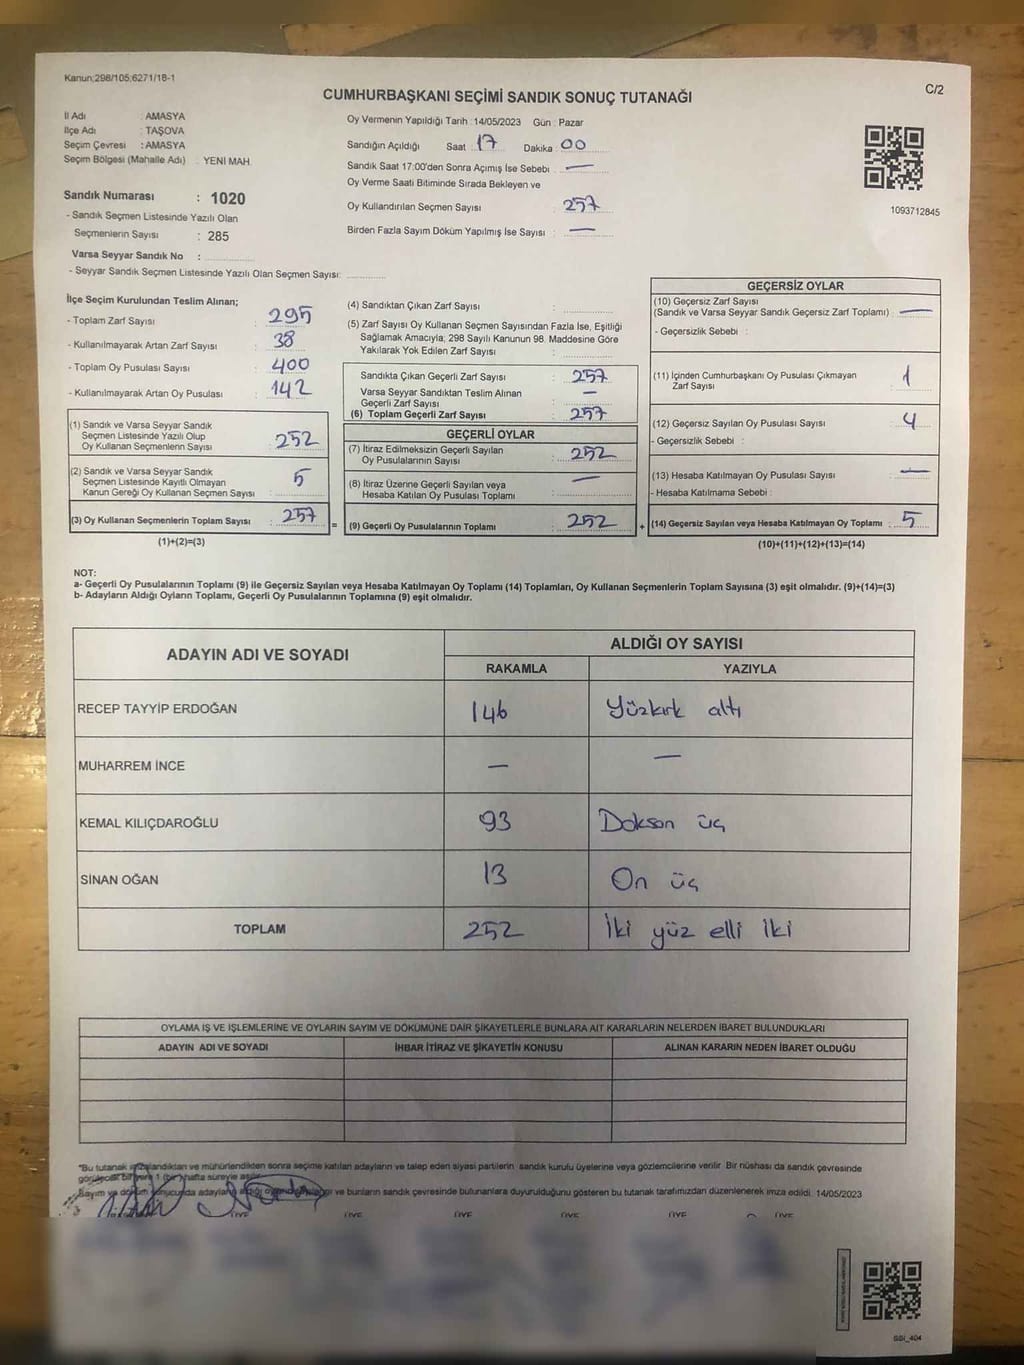 Kanun;298/105;6271/18-1
C/2
CUMHURBAŞKANI SEÇİMİ SANDIK SONUÇ TUTANAĞI
İl Adı : AMASYA
İlçe Adı : TAŞOVA
Seçim Çevresi : AMASYA
Seçim Bölgesi (Mahalle Adı) : YENİ MAH.
Sandık Numarası : 1020
- Sandık Seçmen Listesinde Yazılı Olan
Seçmenlerin Sayısı : 285
Varsa Seyyar Sandık No :
- Seyyar Sandık Seçmen Listesinde Yazılı Olan Seçmen Sayısı:
Oy Vermenin Yapıldığı Tarih :14/05/2023 Gün : Pazar
Sandığın Açıldığı Saat : 17 Dakika : 00
Sandık Saat 17:00'den Sonra Açımış İse Sebebi : —
Oy Verme Saati Bitiminde Sırada Bekleyen ve
Oy Kullandırılan Seçmen Sayısı : 257
Birden Fazla Sayım Döküm Yapılmış İse Sayısı : —
1093712845
İlçe Seçim Kurulundan Teslim Alınan;
- Toplam Zarf Sayısı : 295
- Kullanılmayarak Artan Zarf Sayısı : 38
- Toplam Oy Pusulası Sayısı : 400
- Kullanılmayarak Artan Oy Pusulası : 142
(1) Sandık ve Varsa Seyyar Sandık
Seçmen Listesinde Yazılı Olup
Oy Kullanan Seçmenlerin Sayısı : 252
(2) Sandık ve Varsa Seyyar Sandık
Seçmen Listesinde Kayıtlı Olmayan
Kanun Gereği Oy Kullanan Seçmen Sayısı : 5
(3) Oy Kullanan Seçmenlerin Toplam Sayısı : 257
(1)+(2)=(3)
(4) Sandıktan Çıkan Zarf Sayısı :
(5) Zarf Sayısı Oy Kullanan Seçmen Sayısından Fazla İse, Eşitliği
Sağlamak Amacıyla; 298 Sayılı Kanunun 98. Maddesine Göre
Yakılarak Yok Edilen Zarf Sayısı :
Sandıkta Çıkan Geçerli Zarf Sayısı : 257
Varsa Seyyar Sandıktan Teslim Alınan
Geçerli Zarf Sayısı : —
(6) Toplam Geçerli Zarf Sayısı : 257
GEÇERLİ OYLAR
(7) İtiraz Edilmeksizin Geçerli Sayılan
Oy Pusulalarının Sayısı : 252
(8) İtiraz Üzerine Geçerli Sayılan veya
Hesaba Katılan Oy Pusulası Toplamı : —
= (9) Geçerli Oy Pusulalarının Toplamı : 252
GEÇERSİZ OYLAR
(10) Geçersiz Zarf Sayısı
(Sandık ve Varsa Seyyar Sandık Geçersiz Zarf Toplamı) : —
- Geçersizlik Sebebi :
(11) İçinden Cumhurbaşkanı Oy Pusulası Çıkmayan
Zarf Sayısı : 1
(12) Geçersiz Sayılan Oy Pusulası Sayısı : 4
- Geçersizlik Sebebi :
(13) Hesaba Katılmayan Oy Pusulası Sayısı : —
- Hesaba Katılmama Sebebi :
+ (14) Geçersiz Sayılan veya Hesaba Katılmayan Oy Toplamı : 5
(10)+(11)+(12)+(13)=(14)
NOT:
a- Geçerli Oy Pusulalarının Toplamı (9) ile Geçersiz Sayılan veya Hesaba Katılmayan Oy Toplamı (14) Toplamları, Oy Kullanan Seçmenlerin Toplam Sayısına (3) eşit olmalıdır. (9)+(14)=(3)
b- Adayların Aldığı Oyların Toplamı, Geçerli Oy Pusulalarının Toplamına (9) eşit olmalıdır.
ADAYIN ADI VE SOYADI ALDIĞI OY SAYISI
RAKAMLA YAZIYLA
RECEP TAYYİP ERDOĞAN 146 Yüzkırk altı
MUHARREM İNCE — —
KEMAL KILIÇDAROĞLU 93 Doksan üç
SİNAN OĞAN 13 On üç
TOPLAM 252 İki yüz elli iki
OYLAMA İŞ VE İŞLEMLERİNE VE OYLARIN SAYIM VE DÖKÜMÜNE DAİR ŞİKAYETLERLE BUNLARA AİT KARARLARIN NELERDEN İBARET BULUNDUKLARI
ADAYIN ADI VE SOYADI İHBAR İTİRAZ VE ŞİKAYETİN KONUSU ALINAN KARARIN NEDEN İBARET OLDUĞU
"Bu tutanak imzalandıktan ve mühürlendikten sonra seçime katılan adayların ve talep eden siyasi partilerin sandık kurulu üyelerine veya gözlemcilerine verilir. Bir nüshası da sandık çevresinde
görülecek bir yere 1 (bir) hafta süreyle asılır.
Sayım ve döküm sonucunda adayların aldığı ve bunların sandık çevresinde bulunanlara duyurulduğunu gösteren bu tutanak tarafımızdan düzenlenerek imza edildi. 14/05/2023
ÜYE ÜYE ÜYE ÜYE ÜYE ÜYE
SSI_404